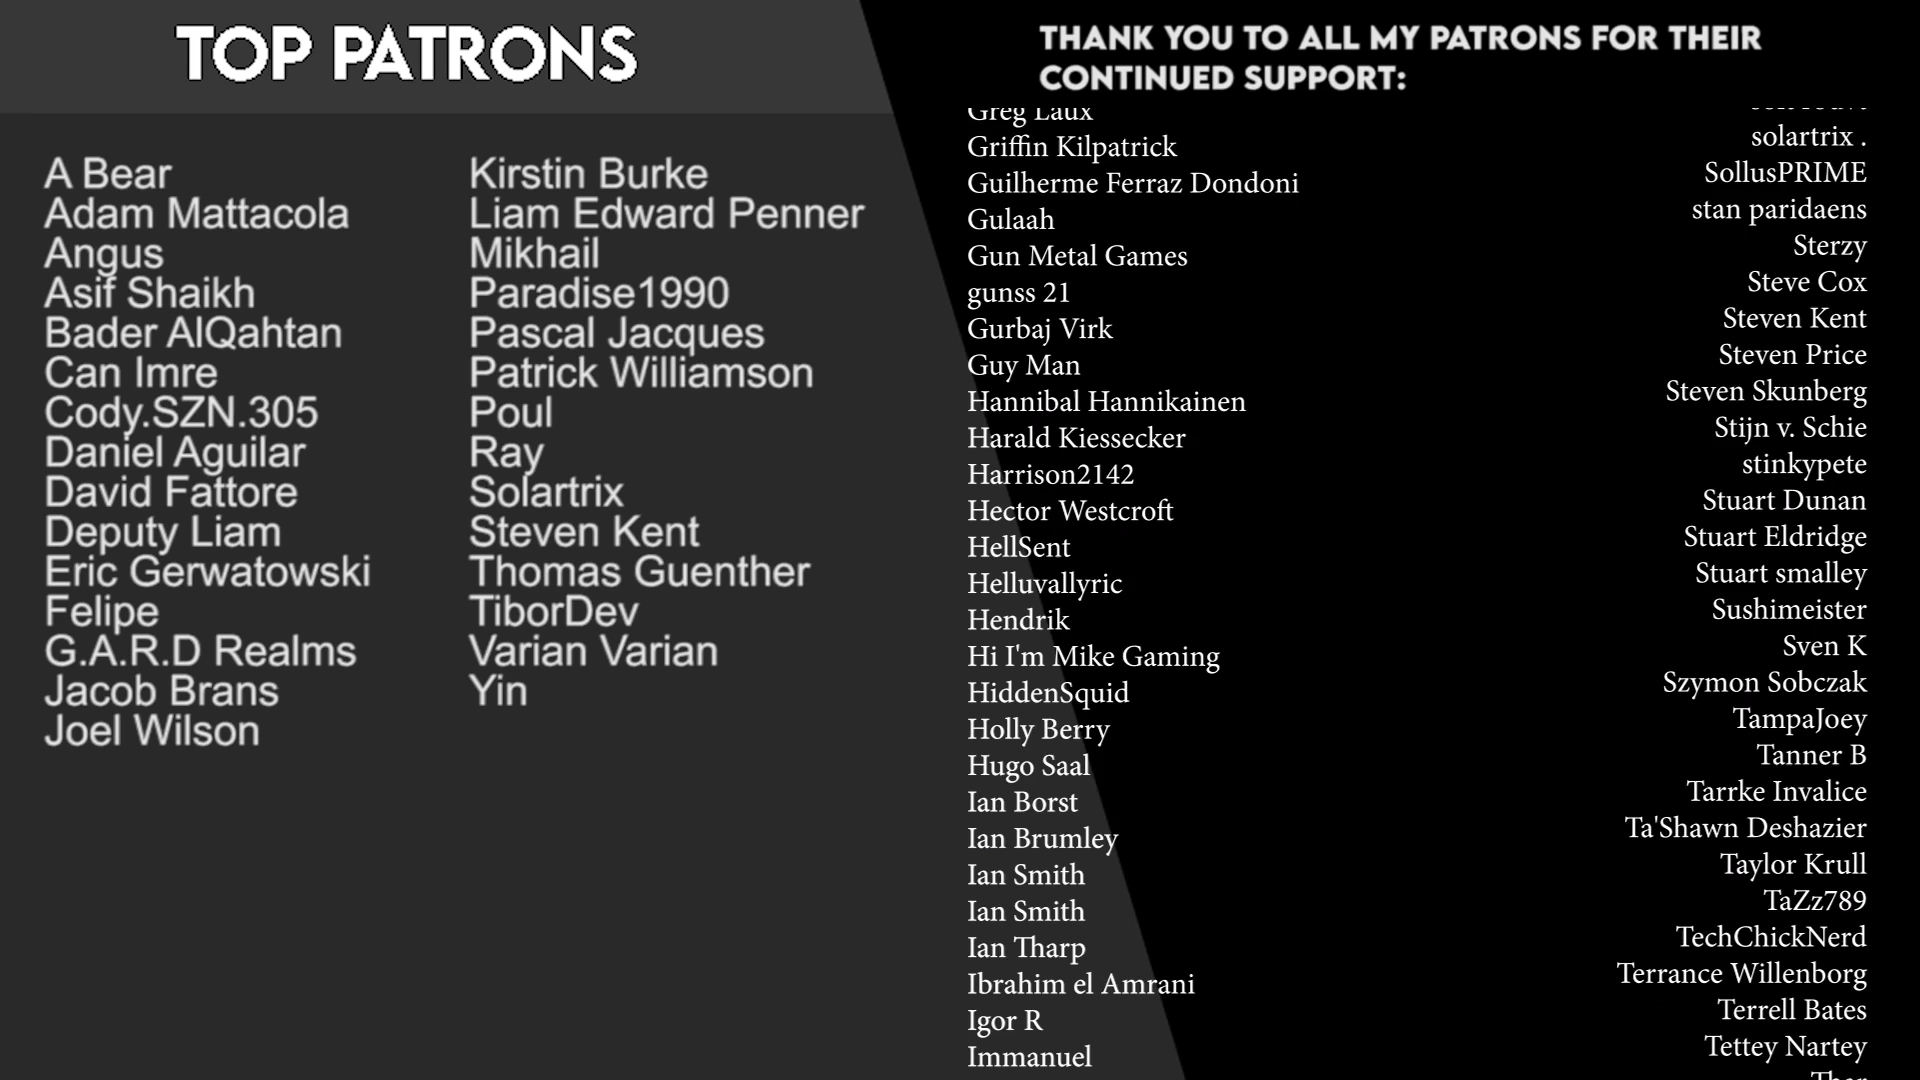 TOP PATRONS
A Bear
Adam Mattacola
Angus
Asif Shaikh
Bader AlQahtan
Can Imre
Cody.SZN.305
Daniel Aguilar
David Fattore
Deputy Liam
Eric Gerwatowski
Felipe
G.A.R.D Realms
Jacob Brans
Joel Wilson
Kirstin Burke
Liam Edward Penner
Mikhail
Paradise1990
Pascal Jacques
Patrick Williamson
Poul
Ray
Solartrix
Steven Kent
Thomas Guenther
TiborDev
Varian Varian
Yin
THANK YOU TO ALL MY PATRONS FOR THEIR
CONTINUED SUPPORT:
Greg Laux
Griffin Kilpatrick
Guilherme Ferraz Dondoni
Gulaah
Gun Metal Games
gunss 21
Gurbaj Virk
Guy Man
Hannibal Hannikainen
Harald Kiessecker
Harrison2142
Hector Westcroft
HellSent
Helluvallyric
Hendrik
Hi I'm Mike Gaming
HiddenSquid
Holly Berry
Hugo Saal
Ian Borst
Ian Brumley
Ian Smith
Ian Smith
Ian Tharp
Ibrahim el Amrani
Igor R
Immanuel
solartrix .
SollusPRIME
stan paridaens
Sterzy
Steve Cox
Steven Kent
Steven Price
Steven Skunberg
Stijn v. Schie
stinkypete
Stuart Dunan
Stuart Eldridge
Stuart smalley
Sushimeister
Sven K
Szymon Sobczak
TampaJoey
Tanner B
Tarrke Invalice
Ta'Shawn Deshazier
Taylor Krull
TaZz789
TechChickNerd
Terrance Willenborg
Terrell Bates
Tettey Nartey